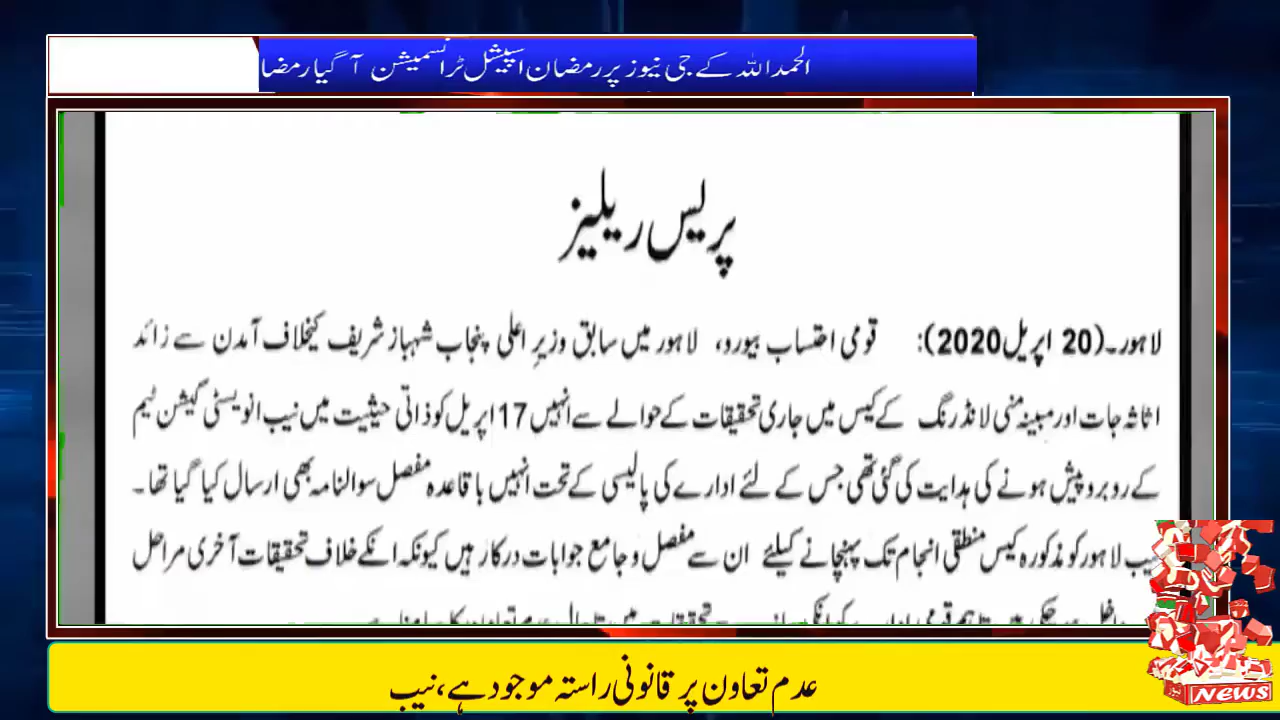 الحمداللہ کے جی نیوز پر رمضان اسپیشل ٹرانسمیشن آگیا رمضا
پریس ریلیز
لاہور۔(20 اپریل2020): قومی احتساب بیورو، لاہور میں سابق وزیرِ اعلی پنجاب شہباز شریف کیخلاف آمدن سے زائد
اثاثہ جات اور مبینہ منی لانڈرنگ کے کیس میں جاری تحقیقات کے حوالے سے انہیں 17 اپریل کو ذاتی حیثیت میں نیب انویسٹی گیشن ٹیم
کے روبرو پیش ہونے کی ہدایت کی گئی تھی جس کے لئے ادارے کی پالیسی کے تحت انہیں باقاعدہ مفصل سوالنامہ بھی ارسال کیا گیا تھا۔
نیب لاہور کو مذکورہ کیس منطقی انجام تک پہنچانے کیلئے ان سے مفصل و جامع جوابات درکار ہیں کیونکہ انکے خلاف تحقیقات آخری مراحل
عدم تعاون پر قانونی راستہ موجود ہے، نیب
NEWS